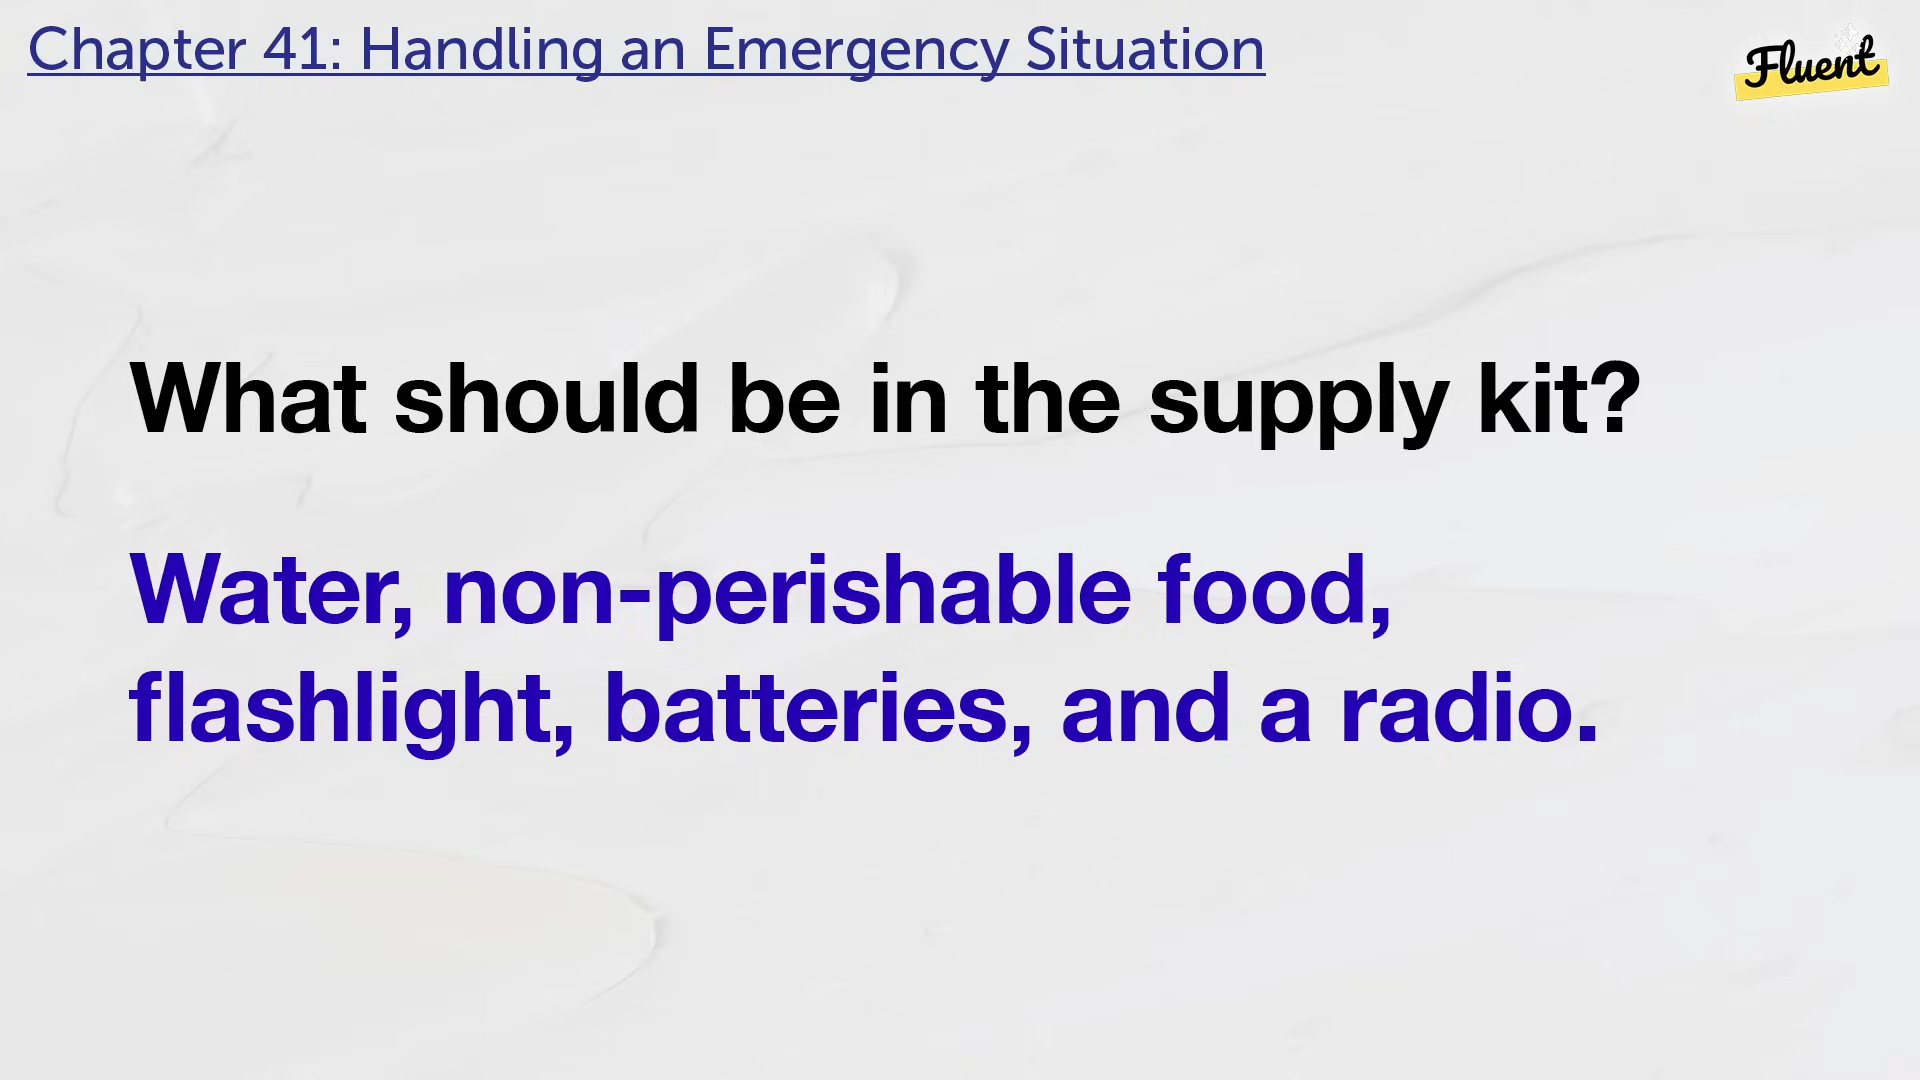 Chapter 41: Handling an Emergency Situation
Fluent
What should be in the supply kit?
Water, non-perishable food,
flashlight, batteries, and a radio.